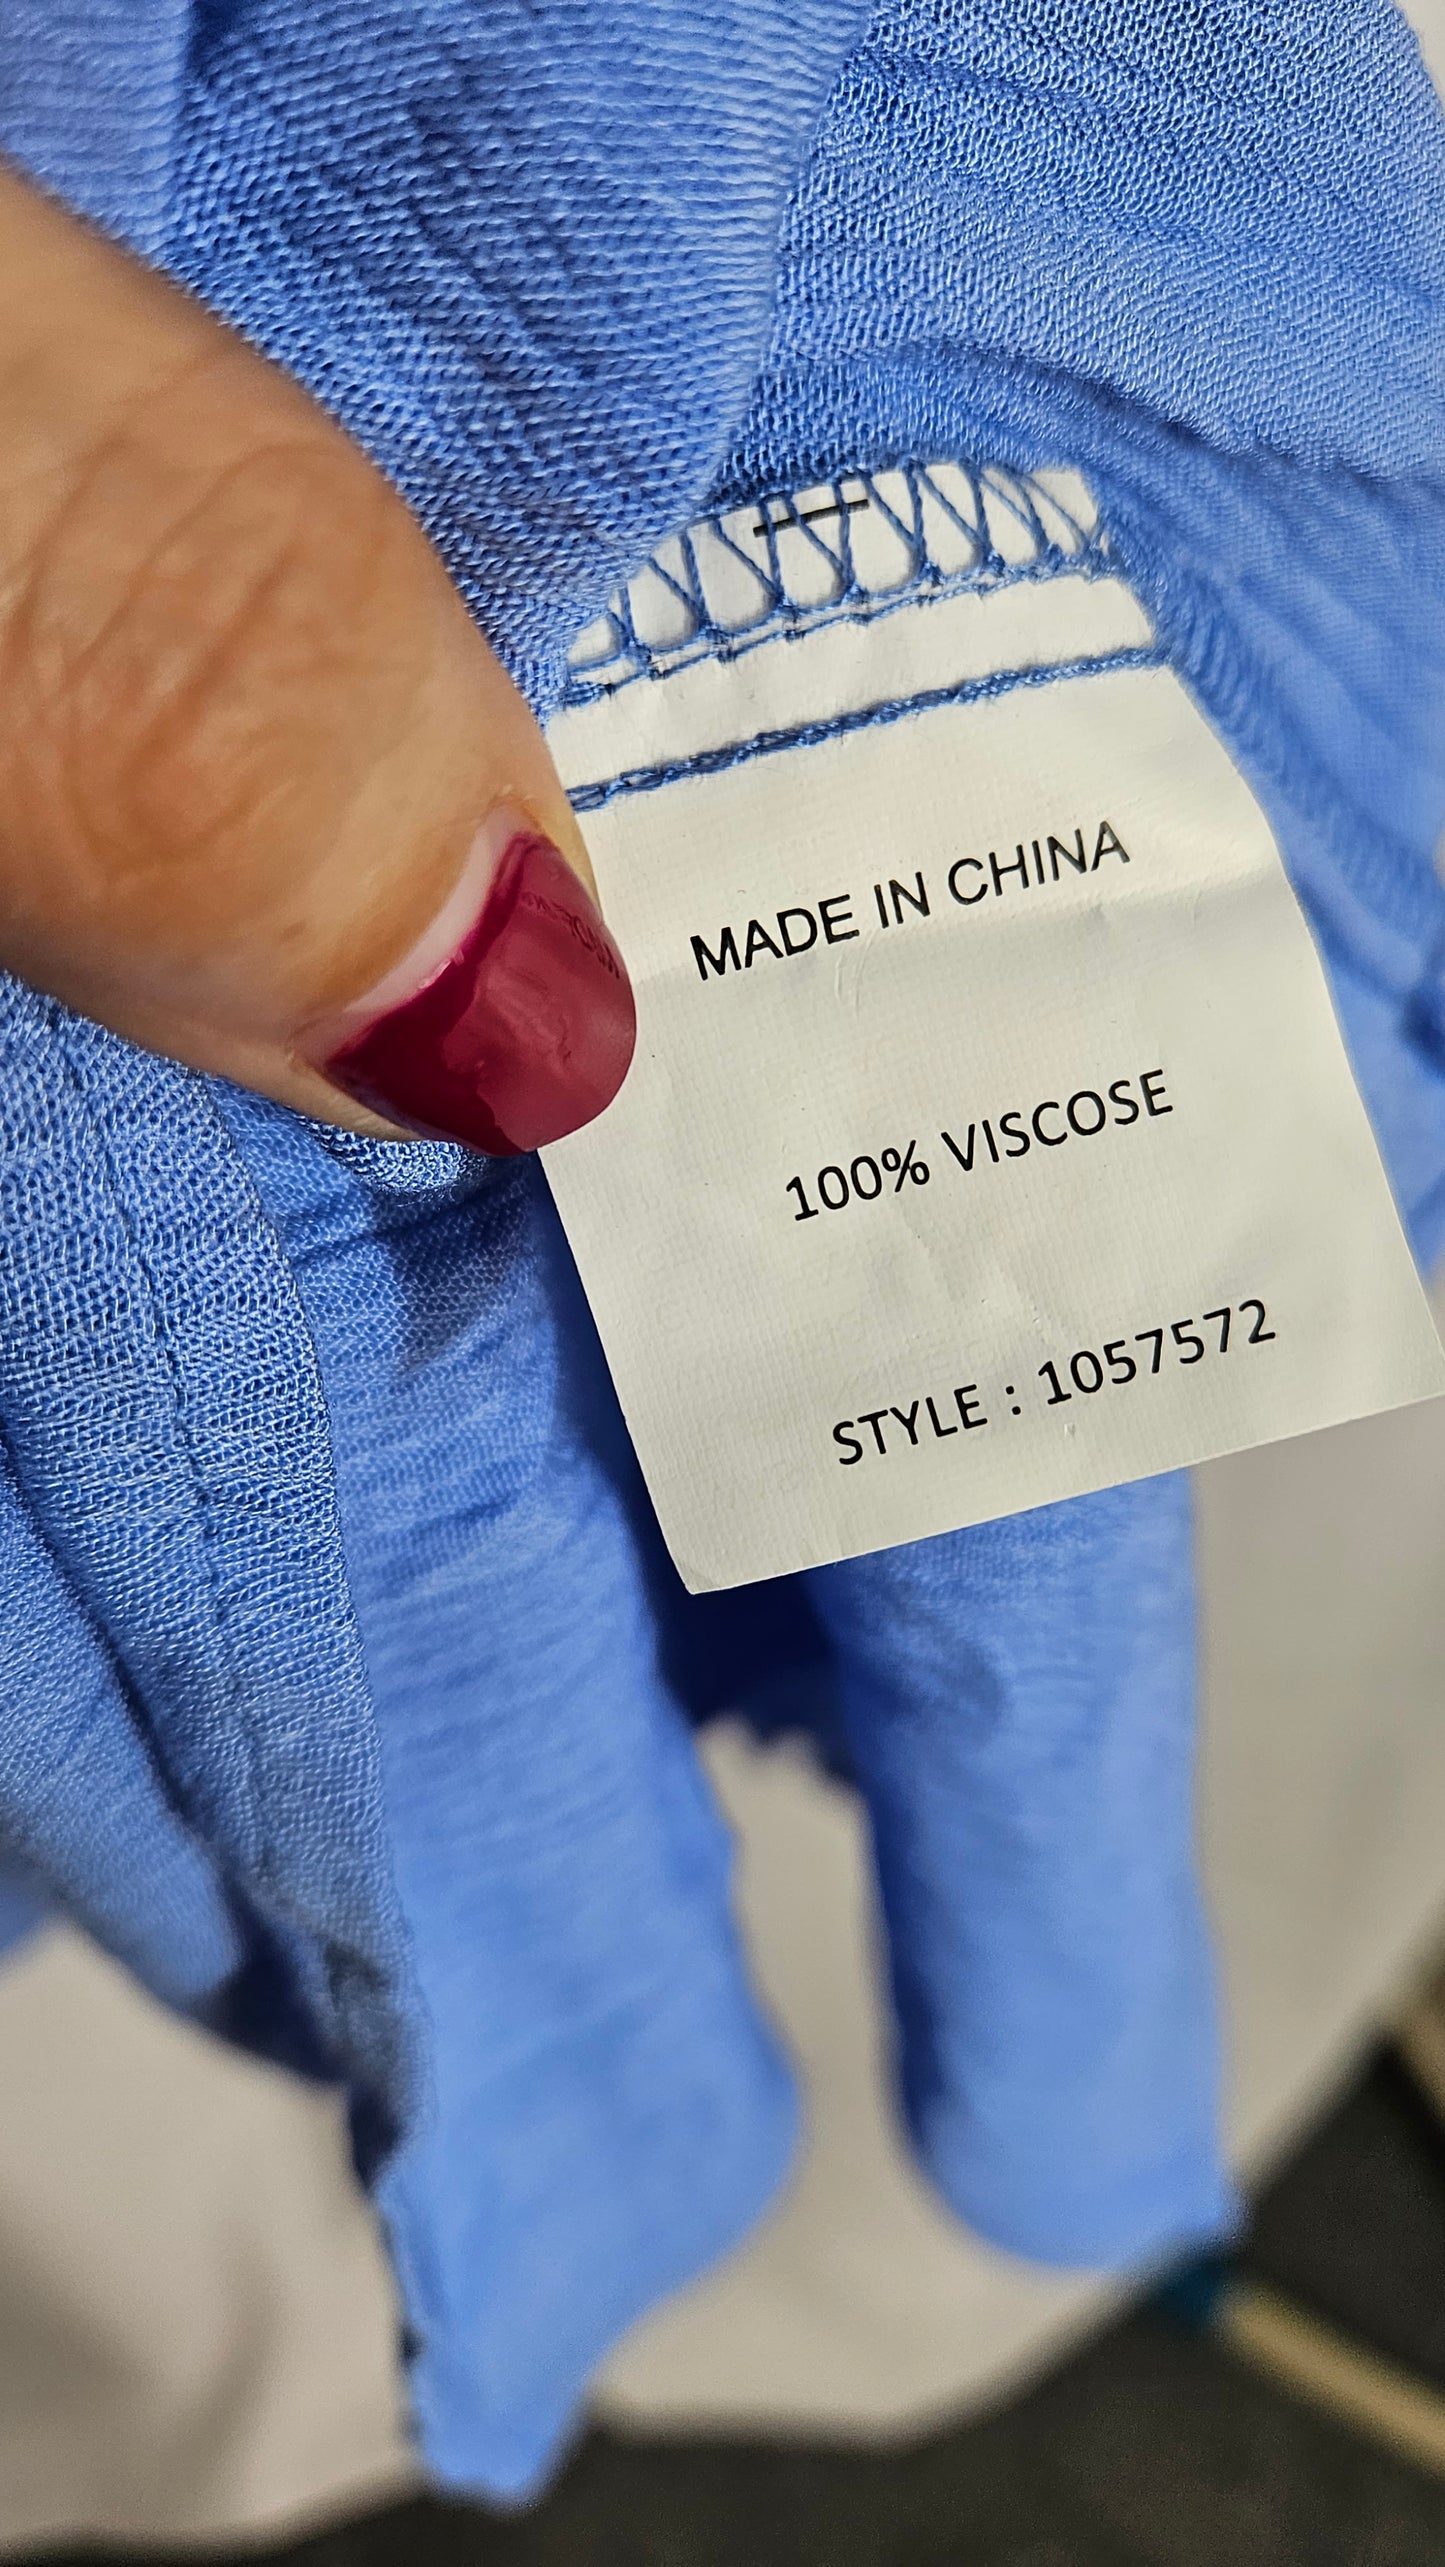 MADE IN CHINA
100% VISCOSE
STYLE : 1057572